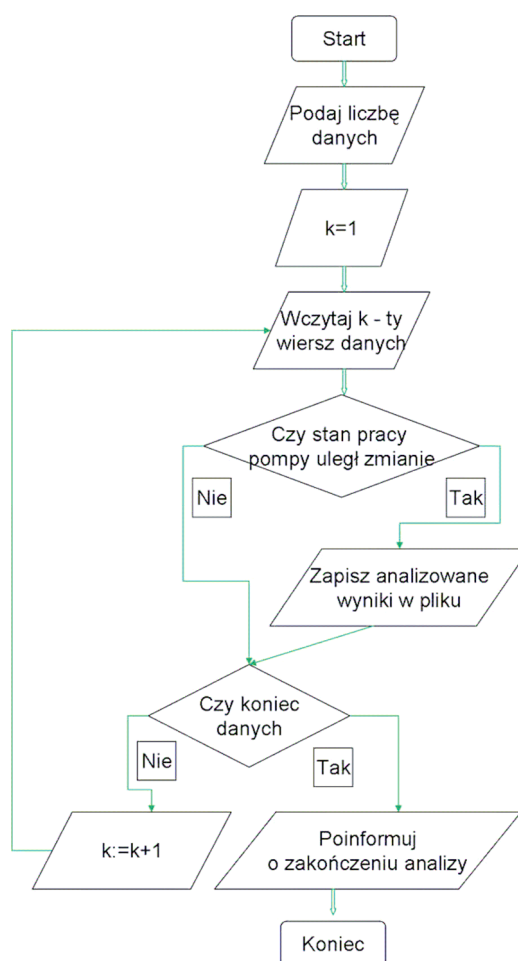 Start
Podaj liczbę
danych
k=1
Wczytaj k - ty
wiersz danych
Czy stan pracy
pompy uległ zmianie
Nie
Tak
Zapisz analizowane
wyniki w pliku
Czy koniec
danych
Nie
Tak
k:=k+1
Poinformuj
o zakończeniu analizy
Koniec